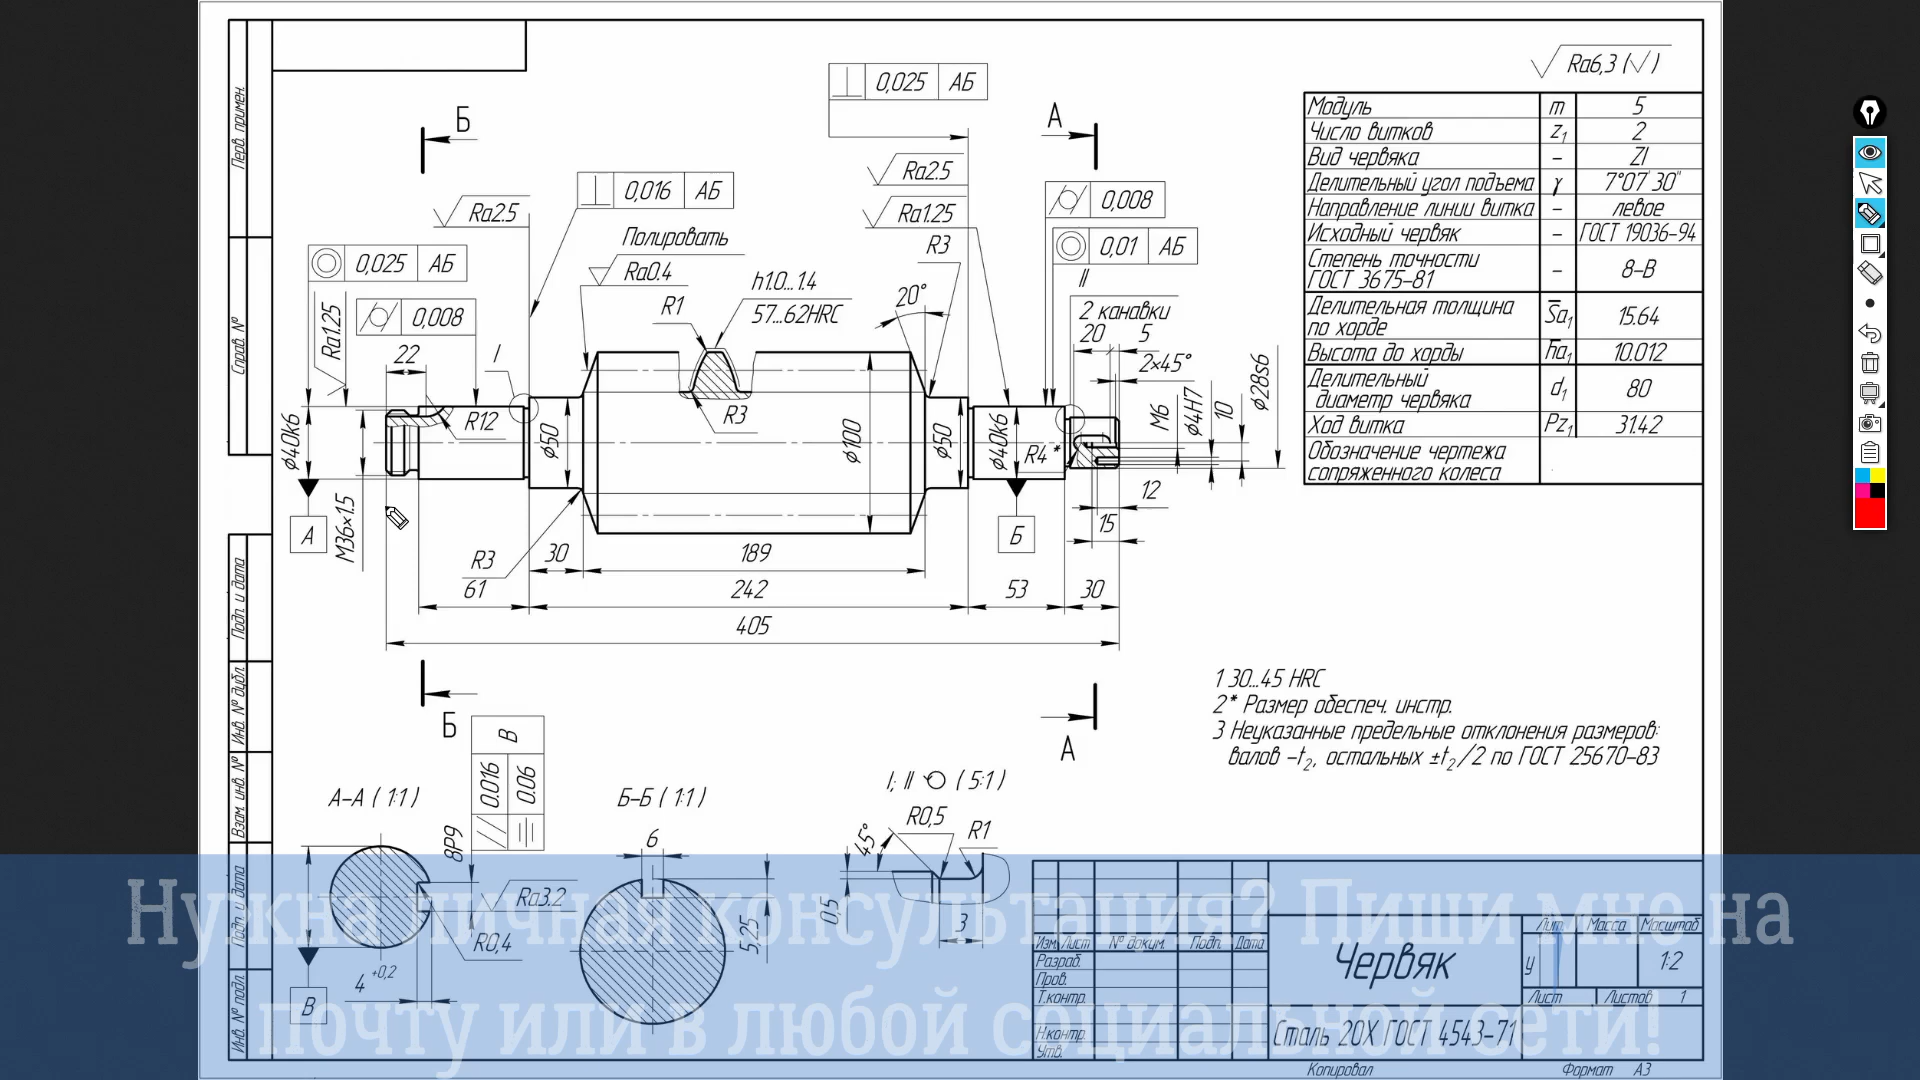 Перв. примен.
Справ. №
Подп. и дата
Инв. № дубл.
Взам. инв. №
Подп. и дата
Инв. № подл.
Ra6,3 (√)
⊥ 0,025 АБ
Б
А
Ra2.5
Ra1.25
⊥ 0,016 АБ
0,008
0,01 АБ
Ra2.5
Полировать
Ra0.4
R3
II
0,025 АБ
h1.0...1.4
57...62HRC
R1
20°
2 канавки
20
5
Ra1.25
0,008
22
I
2×45°
R12
R3
M6
⌀4H7
10
⌀28s6
⌀40k6
⌀50
⌀100
⌀50
⌀40k6
R4*
M36×1.5
12
15
А
Б
R3
30
189
61
242
53
30
405
Модуль m 5
Число витков z1 2
Вид червяка – ZI
Делительный угол подъема γ 7°07'30"
Направление линии витка – левое
Исходный червяк – ГОСТ 19036-94
Степень точности
ГОСТ 3675-81 – 8-В
Делительная толщина
по хорде Sa1 15.64
Высота до хорды ha1 10.012
Делительный
диаметр червяка d1 80
Ход витка Pz1 31.42
Обозначение чертежа
сопряженного колеса
1 30...45 HRC
2* Размер обеспеч. инстр.
3 Неуказанные предельные отклонения размеров:
валов -t2, остальных ±t2/2 по ГОСТ 25670-83
Б
А
А-А (1:1)
// 0.016 В
0.06
8P9
Ra3.2
R0,4
4 +0,2
В
Б-Б (1:1)
6
5,25
I; II (5:1)
R0,5
R1
45°
0,5
3
Изм. Лист № докум. Подп. Дата
Разраб.
Пров.
Т.контр.
Н.контр.
Утв.
Червяк
Лит. Масса Масштаб
у 1:2
Лист Листов 1
Сталь 20Х ГОСТ 4543-71
Копировал Формат А3
Нужна личная консультация? Пиши мне на
почту или в любой социальной сети!